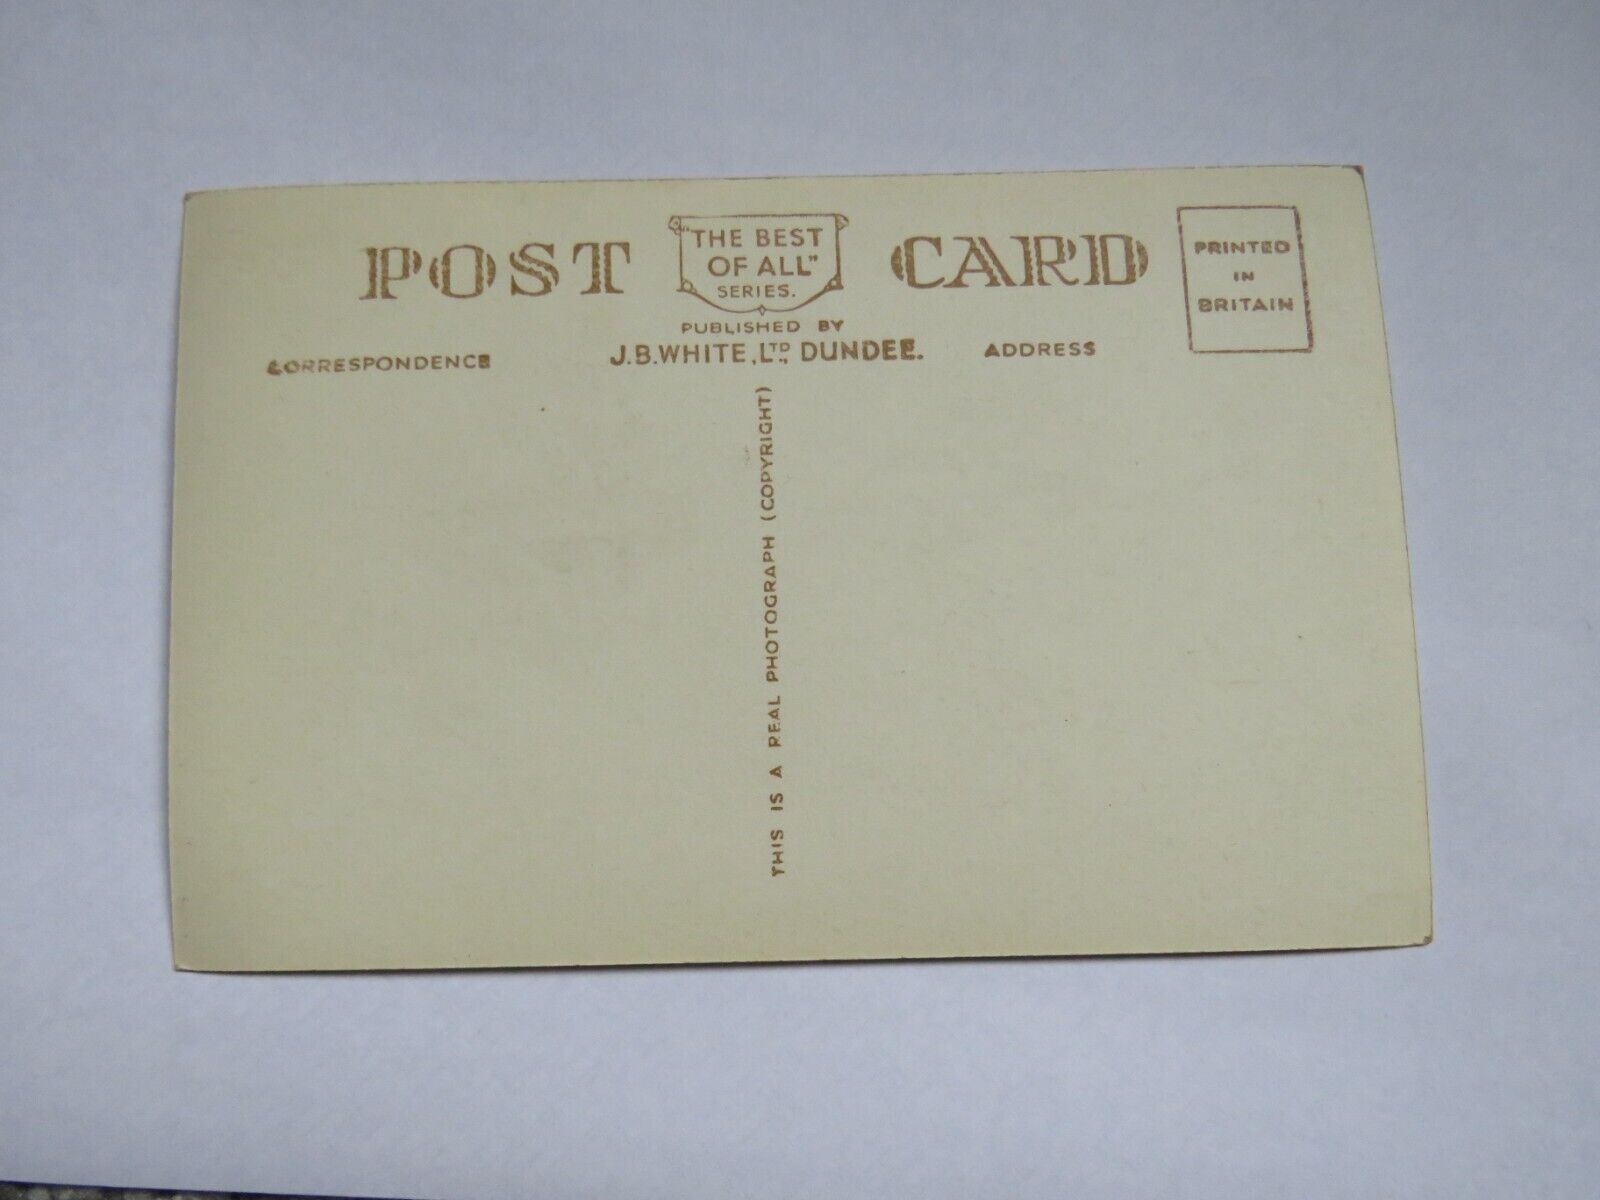 POST CARD
"THE BEST
OF ALL"
SERIES.
PUBLISHED BY
J.B.WHITE, LTD., DUNDEE.
CORRESPONDENCE
ADDRESS
PRINTED
IN
BRITAIN
THIS IS A REAL PHOTOGRAPH (COPYRIGHT)